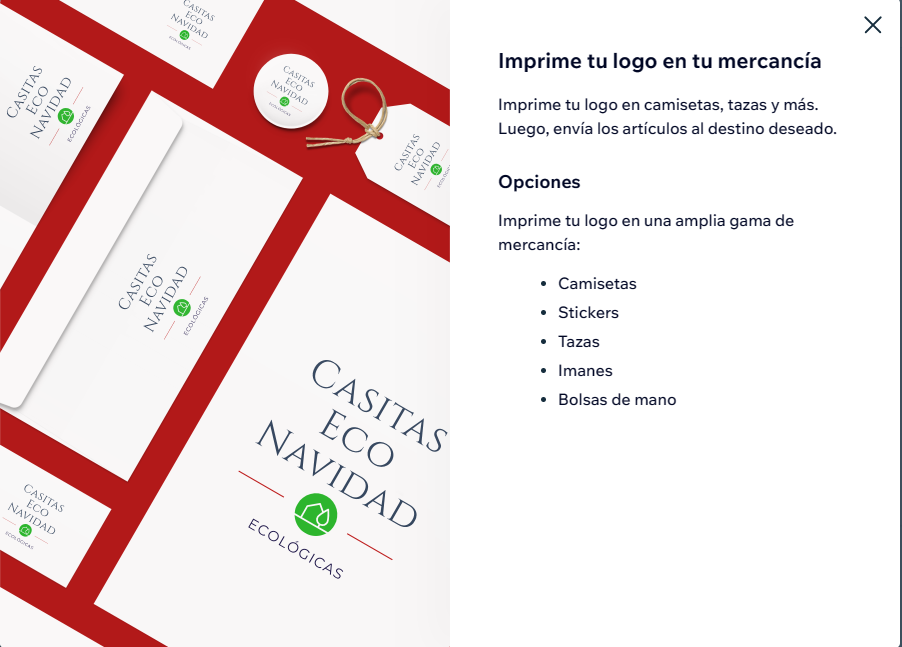 CASITAS
ECO
NAVIDAD
ECOLÓGICAS
CASITAS
ECO
NAVIDAD
ECOLÓGICAS
CASITAS
ECO
NAVIDAD
ECOLÓGICAS
CASITAS
ECO
NAVIDAD
ECOLÓGICAS
CASITAS
ECO
NAVIDAD
ECOLÓGICAS
CASITAS
ECO
NAVIDAD
ECOLÓGICAS
CASITAS
ECO
NAVIDAD
ECOLÓGICAS
Imprime tu logo en tu mercancía
Imprime tu logo en camisetas, tazas y más.
Luego, envía los artículos al destino deseado.
Opciones
Imprime tu logo en una amplia gama de
mercancía:
• Camisetas
• Stickers
• Tazas
• Imanes
• Bolsas de mano